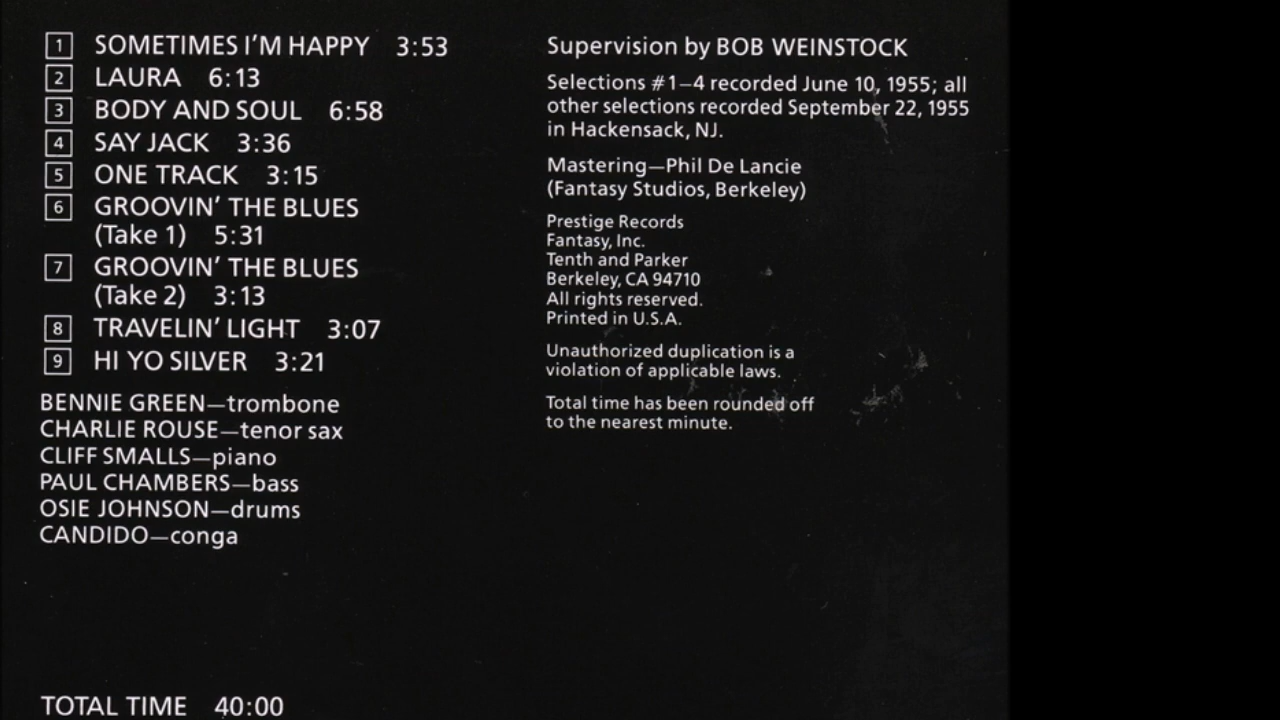 1 SOMETIMES I'M HAPPY 3:53
2 LAURA 6:13
3 BODY AND SOUL 6:58
4 SAY JACK 3:36
5 ONE TRACK 3:15
6 GROOVIN' THE BLUES
(Take 1) 5:31
7 GROOVIN' THE BLUES
(Take 2) 3:13
8 TRAVELIN' LIGHT 3:07
9 HI YO SILVER 3:21
BENNIE GREEN—trombone
CHARLIE ROUSE—tenor sax
CLIFF SMALLS—piano
PAUL CHAMBERS—bass
OSIE JOHNSON—drums
CANDIDO—conga
TOTAL TIME 40:00
Supervision by BOB WEINSTOCK
Selections #1–4 recorded June 10, 1955; all
other selections recorded September 22, 1955
in Hackensack, NJ.
Mastering—Phil De Lancie
(Fantasy Studios, Berkeley)
Prestige Records
Fantasy, Inc.
Tenth and Parker
Berkeley, CA 94710
All rights reserved.
Printed in U.S.A.
Unauthorized duplication is a
violation of applicable laws.
Total time has been rounded off
to the nearest minute.